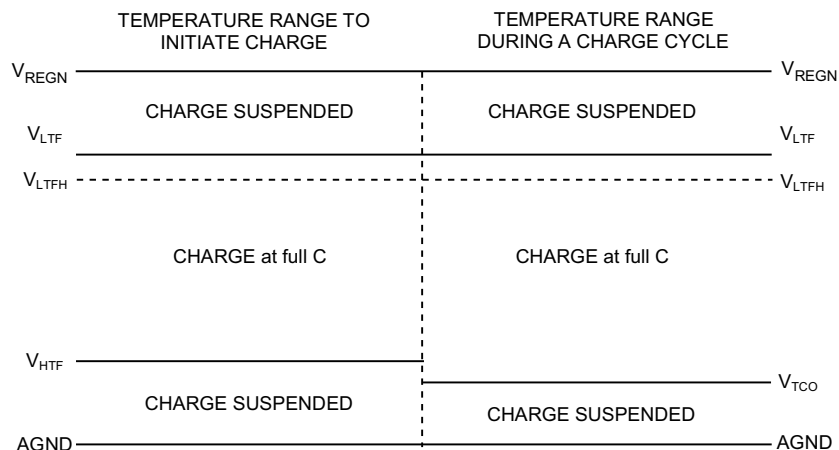 TEMPERATURE RANGE TO
INITIATE CHARGE
TEMPERATURE RANGE
DURING A CHARGE CYCLE
VREGN
VREGN
CHARGE SUSPENDED
CHARGE SUSPENDED
VLTF
VLTF
VLTFH
VLTFH
CHARGE at full C
CHARGE at full C
VHTF
VTCO
CHARGE SUSPENDED
CHARGE SUSPENDED
AGND
AGND